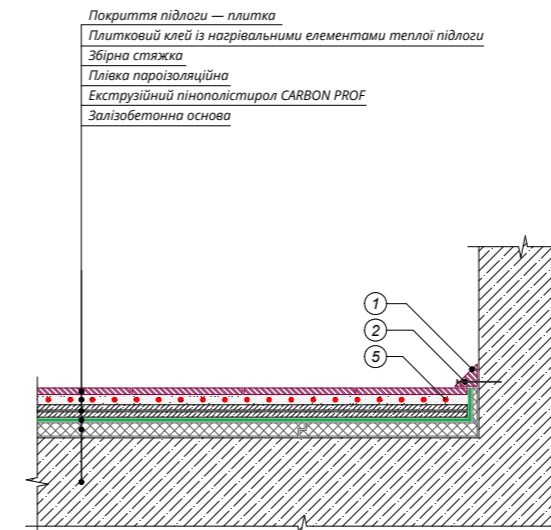 Покриття підлоги — плитка
Плитковий клей із нагрівальними елементами теплої підлоги
Збірна стяжка
Плівка пароізоляційна
Екструзійний пінополістирол CARBON PROF
Залізобетонна основа
1
2
5